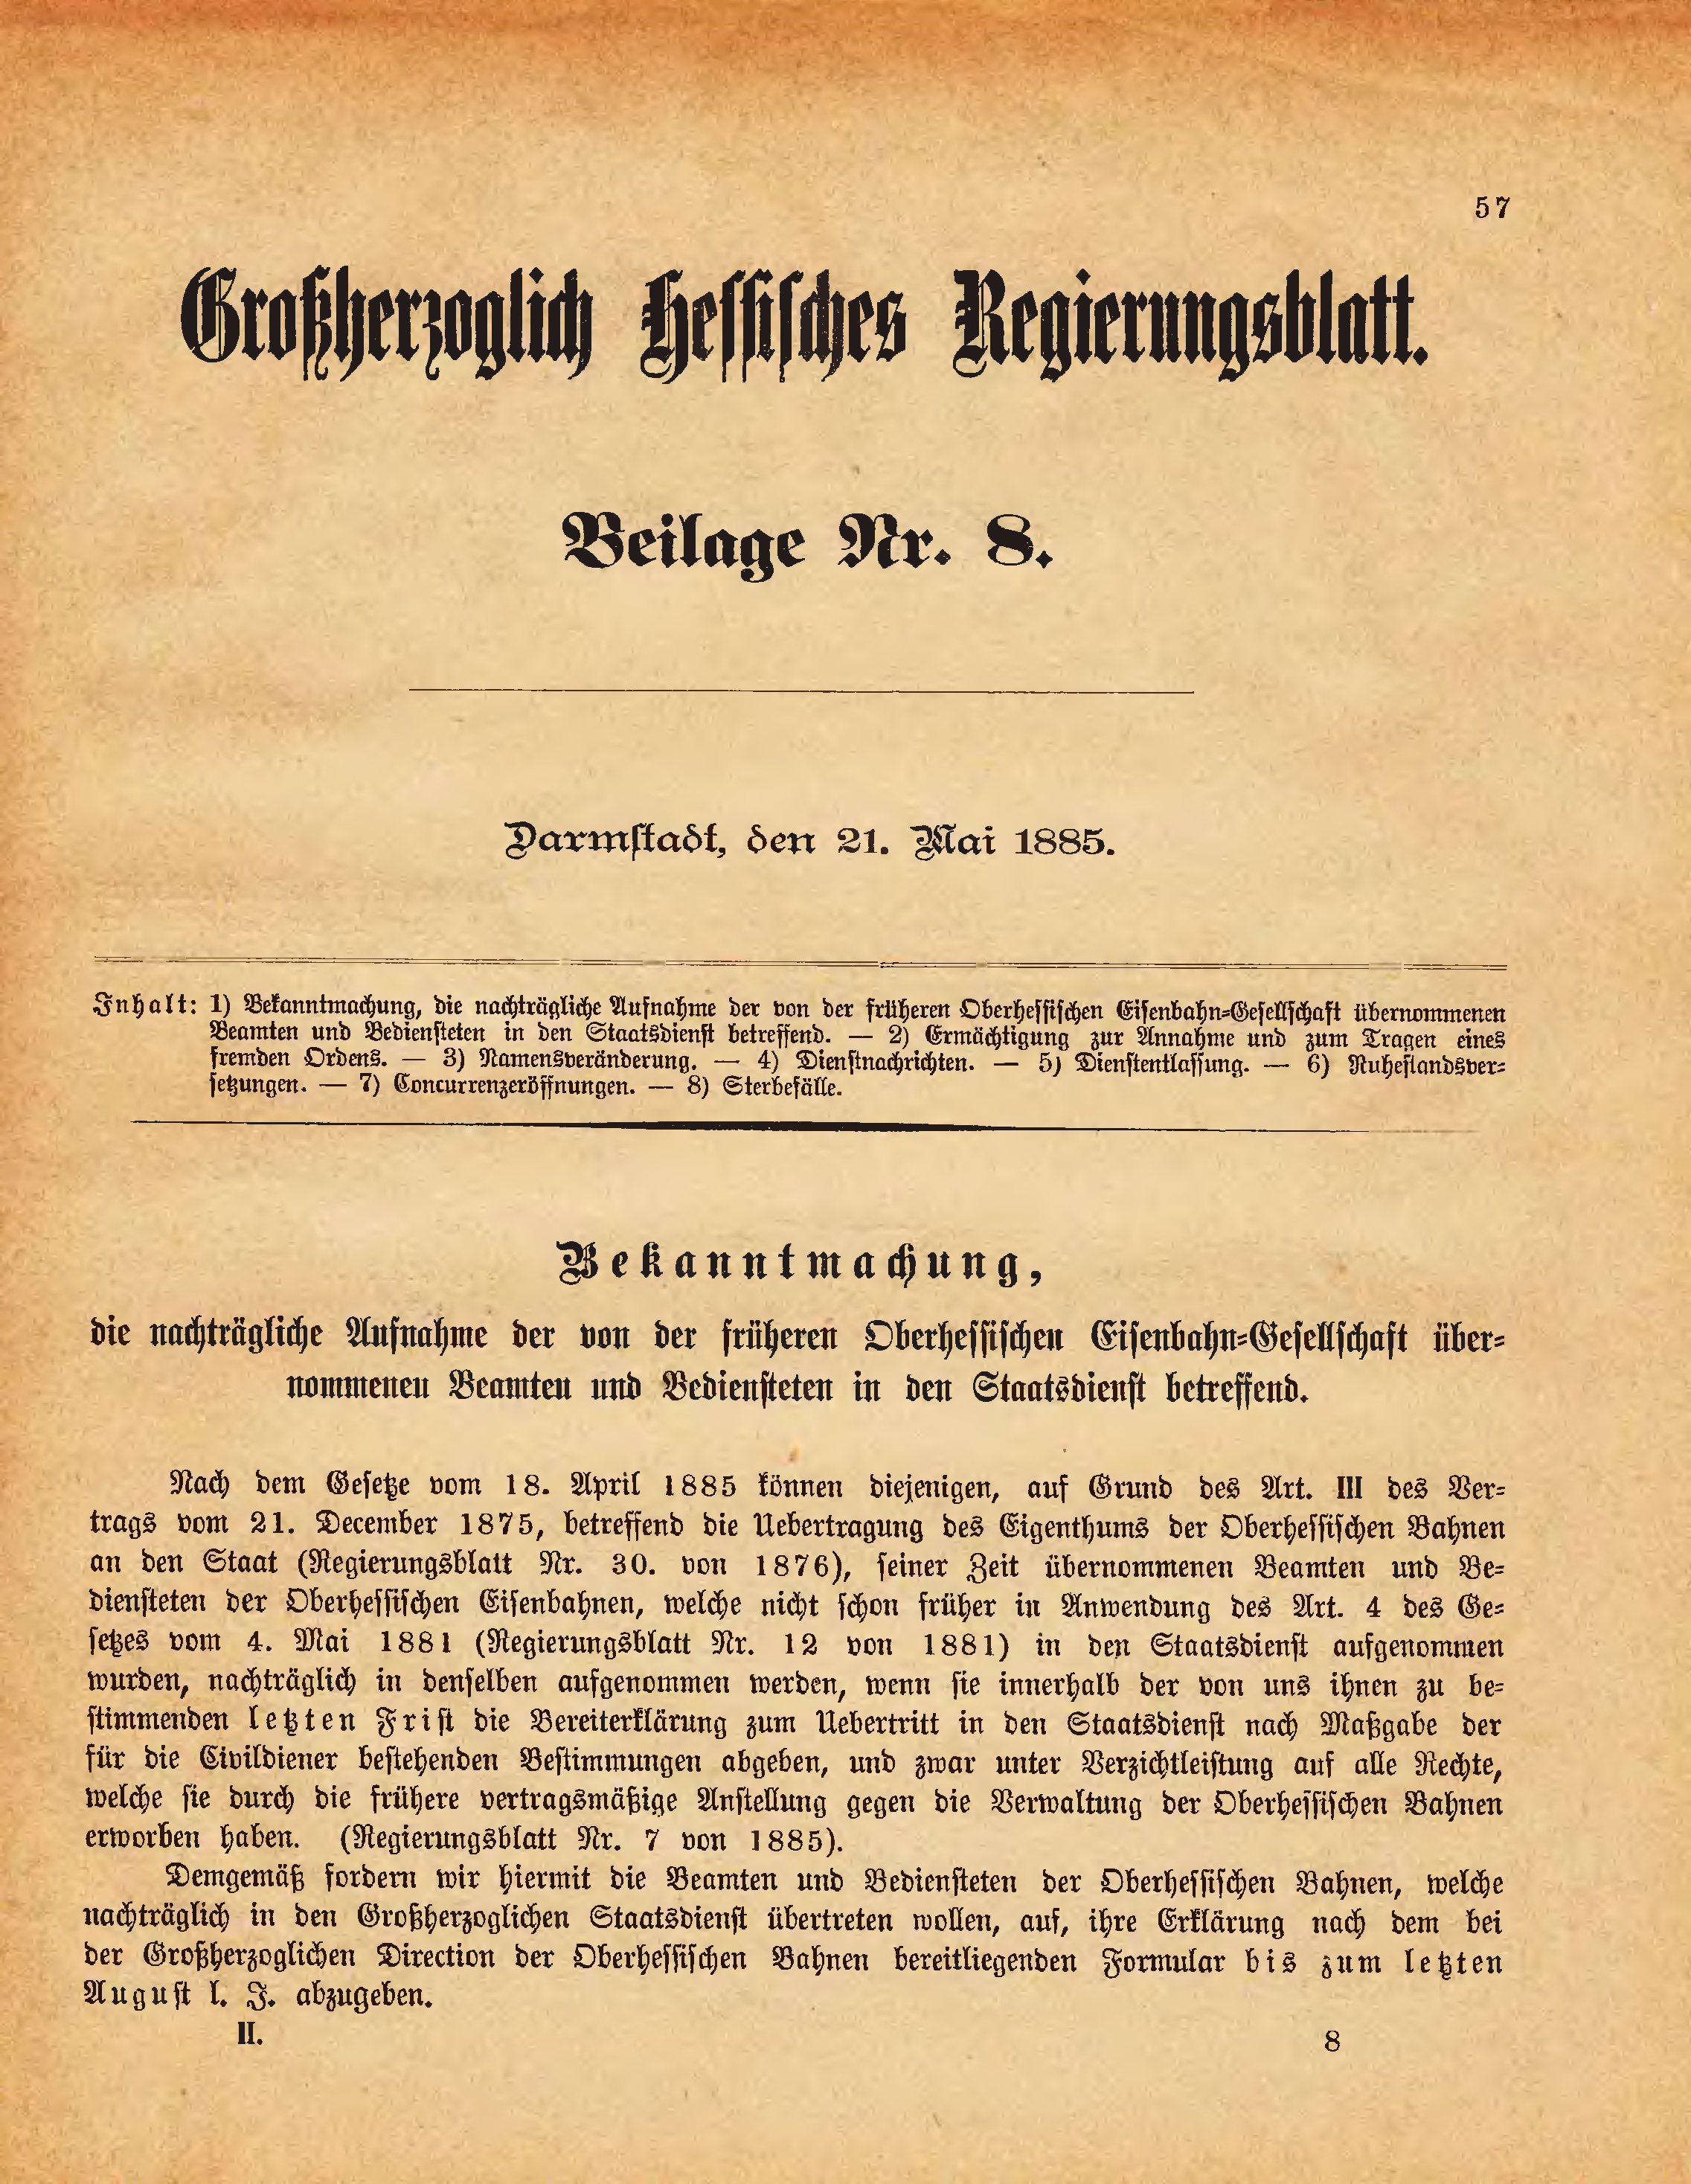 57
Großherzoglich Hessisches Regierungsblatt.
Beilage Nr. 8.
Darmstadt, den 21. Mai 1885.
Inhalt: 1) Bekanntmachung, die nachträgliche Aufnahme der von der früheren Oberhessischen Eisenbahn-Gesellschaft übernommenen
Beamten und Bediensteten in den Staatsdienst betreffend. — 2) Ermächtigung zur Annahme und zum Tragen eines
fremden Ordens. — 3) Namensveränderung. — 4) Dienstnachrichten. — 5) Dienstentlassung. — 6) Ruhestandsver-
setzungen. — 7) Concurrenzeröffnungen. — 8) Sterbefälle.
Bekanntmachung,
die nachträgliche Aufnahme der von der früheren Oberhessischen Eisenbahn-Gesellschaft über-
nommenen Beamten und Bediensteten in den Staatsdienst betreffend.
Nach dem Gesetze vom 18. April 1885 können diejenigen, auf Grund des Art. III des Ver-
trags vom 21. December 1875, betreffend die Uebertragung des Eigenthums der Oberhessischen Bahnen
an den Staat (Regierungsblatt Nr. 30. von 1876), seiner Zeit übernommenen Beamten und Be-
diensteten der Oberhessischen Eisenbahnen, welche nicht schon früher in Anwendung des Art. 4 des Ge-
setzes vom 4. Mai 1881 (Regierungsblatt Nr. 12 von 1881) in den Staatsdienst aufgenommen
wurden, nachträglich in denselben aufgenommen werden, wenn sie innerhalb der von uns ihnen zu be-
stimmenden letzten Frist die Bereiterklärung zum Uebertritt in den Staatsdienst nach Maßgabe der
für die Civildiener bestehenden Bestimmungen abgeben, und zwar unter Verzichtleistung auf alle Rechte,
welche sie durch die frühere vertragsmäßige Anstellung gegen die Verwaltung der Oberhessischen Bahnen
erworben haben. (Regierungsblatt Nr. 7 von 1885).
Demgemäß fordern wir hiermit die Beamten und Bediensteten der Oberhessischen Bahnen, welche
nachträglich in den Großherzoglichen Staatsdienst übertreten wollen, auf, ihre Erklärung nach dem bei
der Großherzoglichen Direction der Oberhessischen Bahnen bereitliegenden Formular bis zum letzten
August l. J. abzugeben.
II. 8